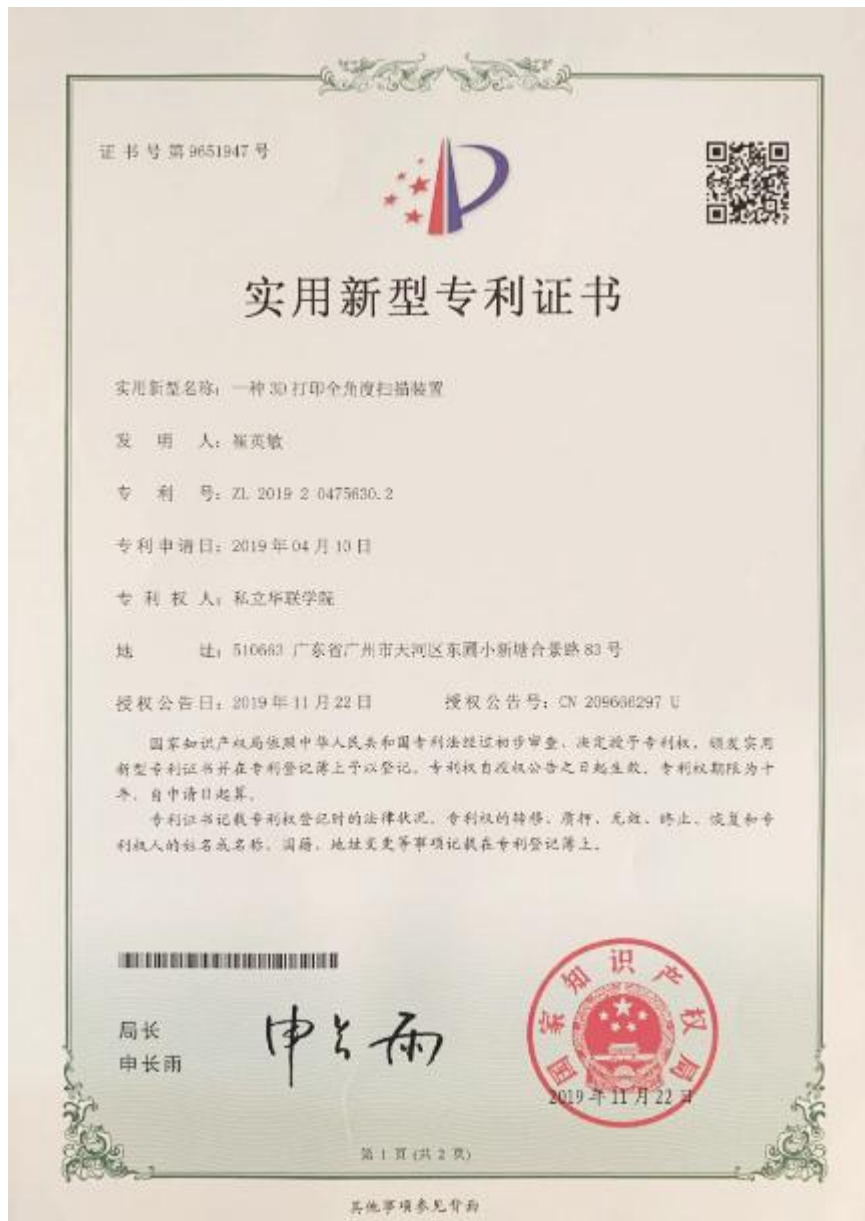 证书号第9651947号
实用新型专利证书
实用新型名称：一种3D打印全角度扫描装置
发明人：崔英敏
专利号：ZL 2019 2 0475630.2
专利申请日：2019年04月10日
专利权人：私立华联学院
地址：510663 广东省广州市天河区东圃小新塘合景路83号
授权公告日：2019年11月22日 授权公告号：CN 209666297 U
国家知识产权局依照中华人民共和国专利法经过初步审查，决定授予专利权，颁发实用
新型专利证书并在专利登记簿上予以登记。专利权自授权公告之日起生效。专利权期限为十
年，自申请日起算。
专利证书记载专利权登记时的法律状况。专利权的转移、质押、无效、终止、恢复和专
利权人的姓名或名称、国籍、地址变更等事项记载在专利登记簿上。
局长
申长雨
申长雨
国家知识产权局
2019年11月22日
第1页(共2页)
其他事项参见背面